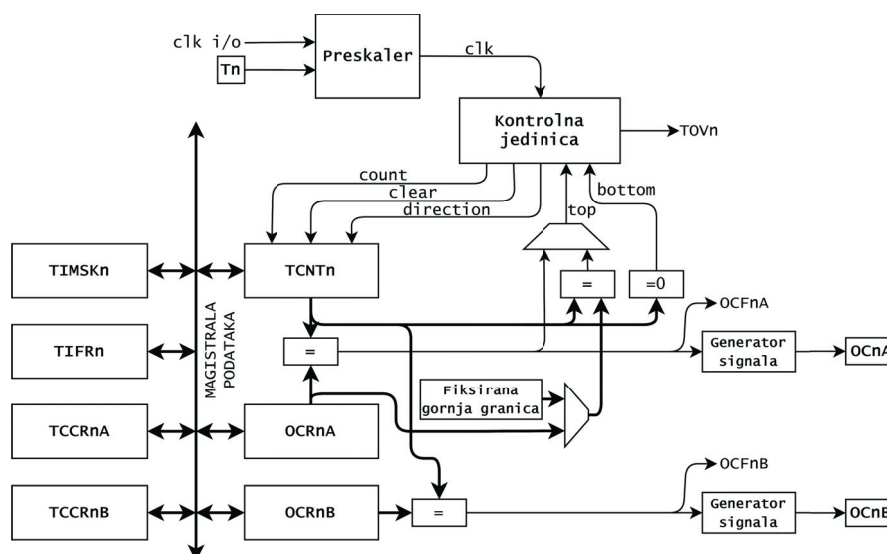 clk i/o
Tn
Preskaler
clk
Kontrolna
jedinica
TOVn
count
clear
direction
top
bottom
TIMSKn
TCNTn
=
=0
OCFnA
TIFRn
MAGISTRALA
PODATAKA
=
Generator
signala
OCnA
Fiksirana
gornja granica
TCCRnA
OCRnA
OCFnB
TCCRnB
OCRnB
=
Generator
signala
OCnB